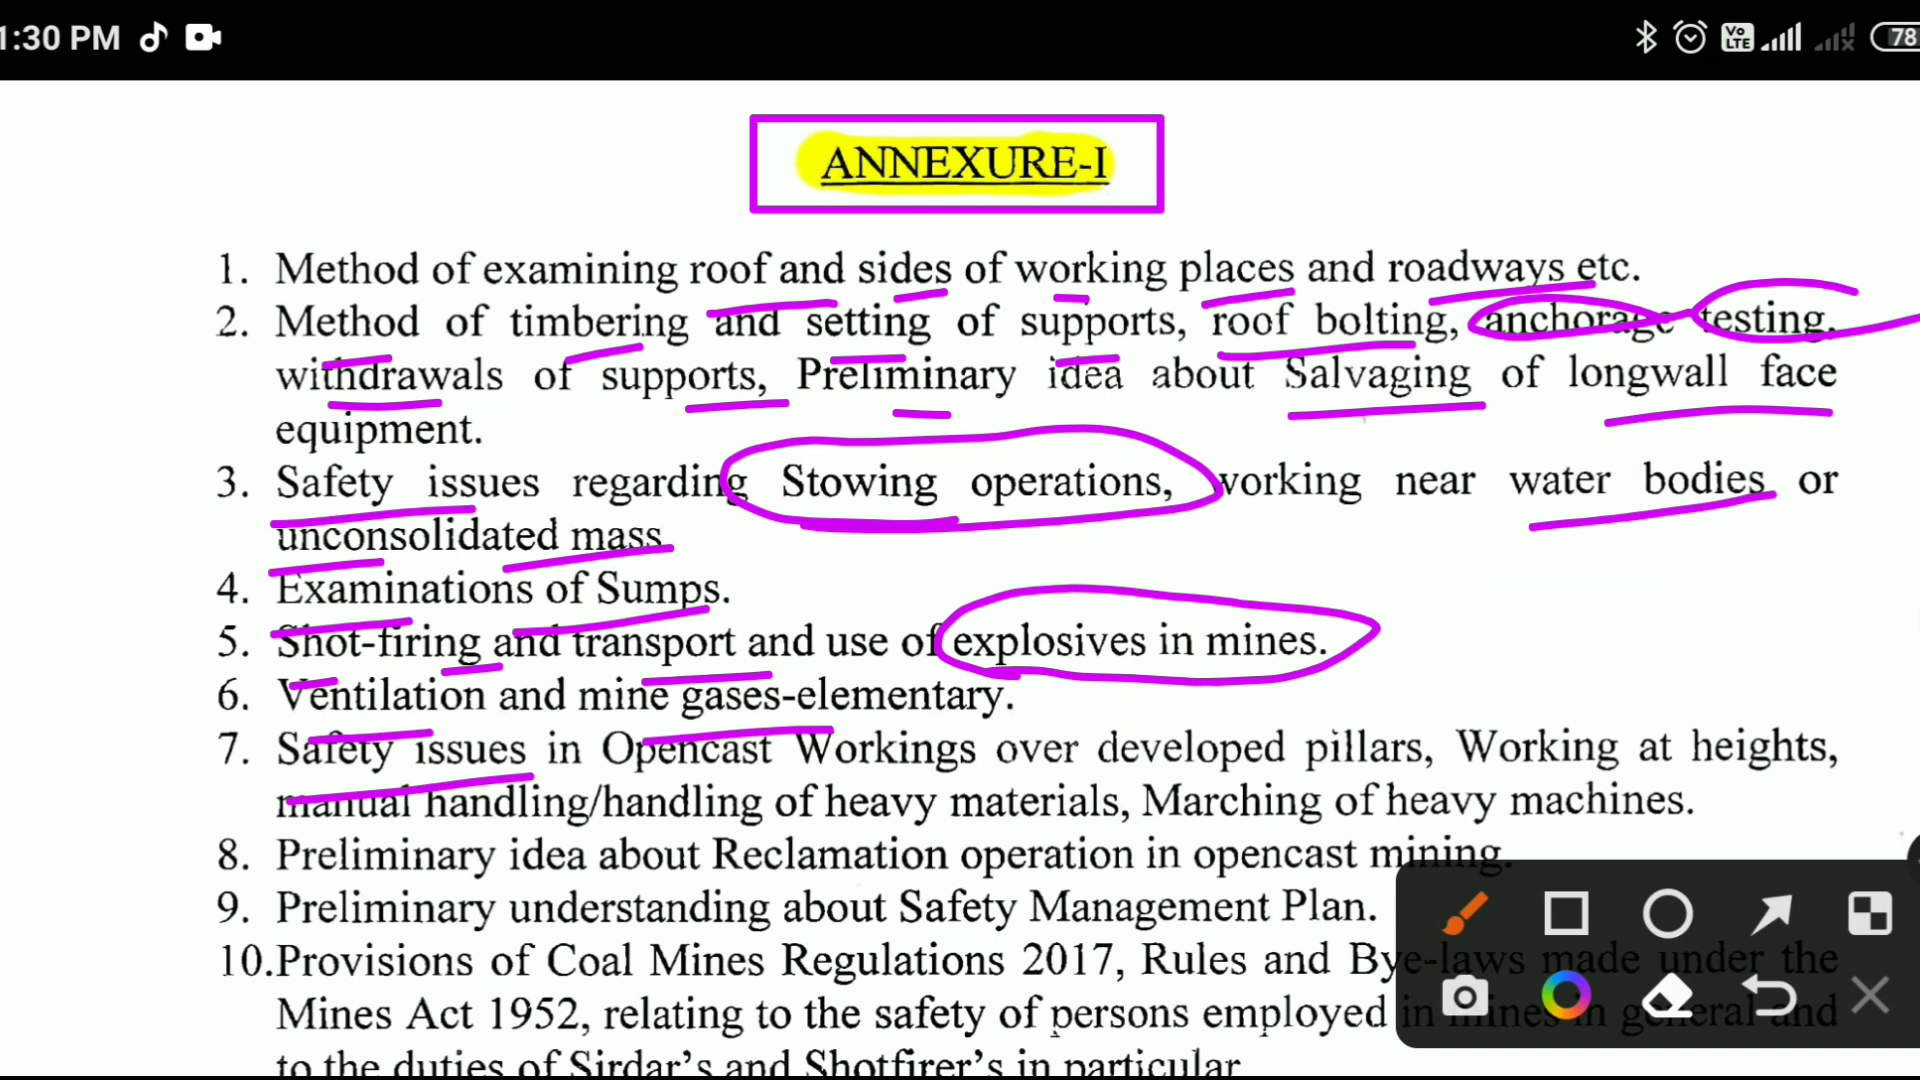 1:30 PM
Vo LTE
78
ANNEXURE-I
1. Method of examining roof and sides of working places and roadways etc.
2. Method of timbering and setting of supports, roof bolting, anchorage testing,
withdrawals of supports, Preliminary idea about Salvaging of longwall face
equipment.
3. Safety issues regarding Stowing operations, working near water bodies or
unconsolidated mass
4. Examinations of Sumps.
5. Shot-firing and transport and use of explosives in mines.
6. Ventilation and mine gases-elementary.
7. Safety issues in Opencast Workings over developed pillars, Working at heights,
manual handling/handling of heavy materials, Marching of heavy machines.
8. Preliminary idea about Reclamation operation in opencast mining.
9. Preliminary understanding about Safety Management Plan.
10.Provisions of Coal Mines Regulations 2017, Rules and Bye-laws made under the
Mines Act 1952, relating to the safety of persons employed in mines in general and
to the duties of Sirdar's and Shotfirer's in particular